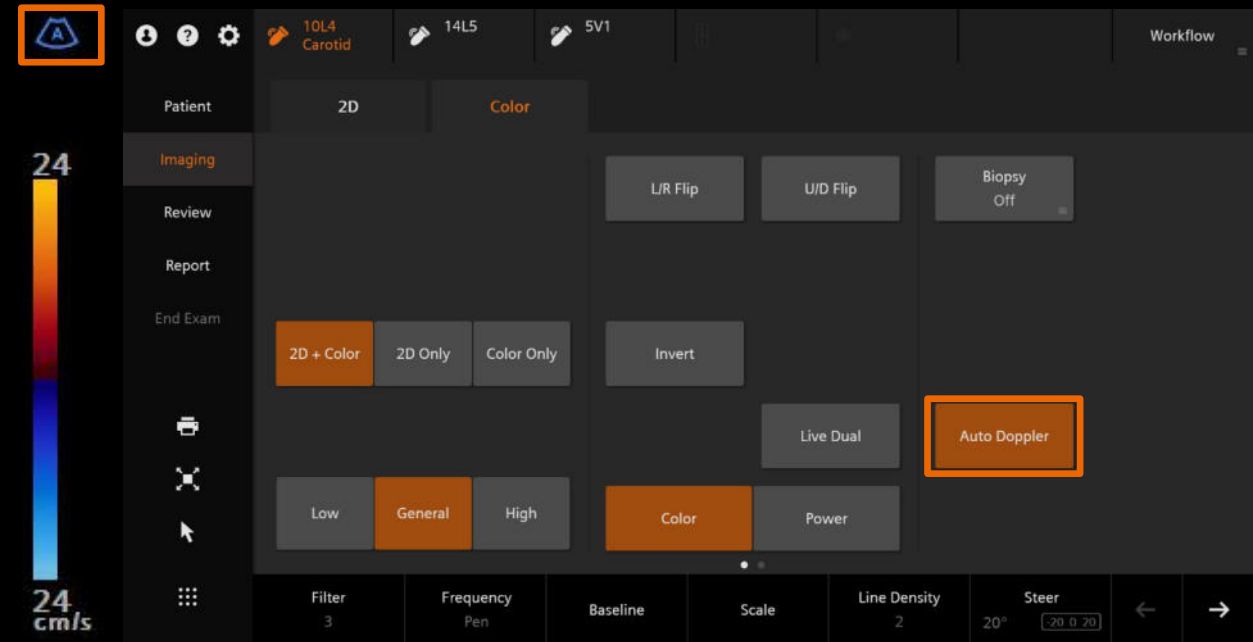 A
10L4
Carotid
14L5
5V1
Workflow
Patient
2D
Color
24
Imaging
L/R Flip
U/D Flip
Biopsy
Off
Review
Report
End Exam
2D + Color
2D Only
Color Only
Invert
Live Dual
Auto Doppler
Low
General
High
Color
Power
24
cm/s
Filter
3
Frequency
Pen
Baseline
Scale
Line Density
2
Steer
20° -20 0 20